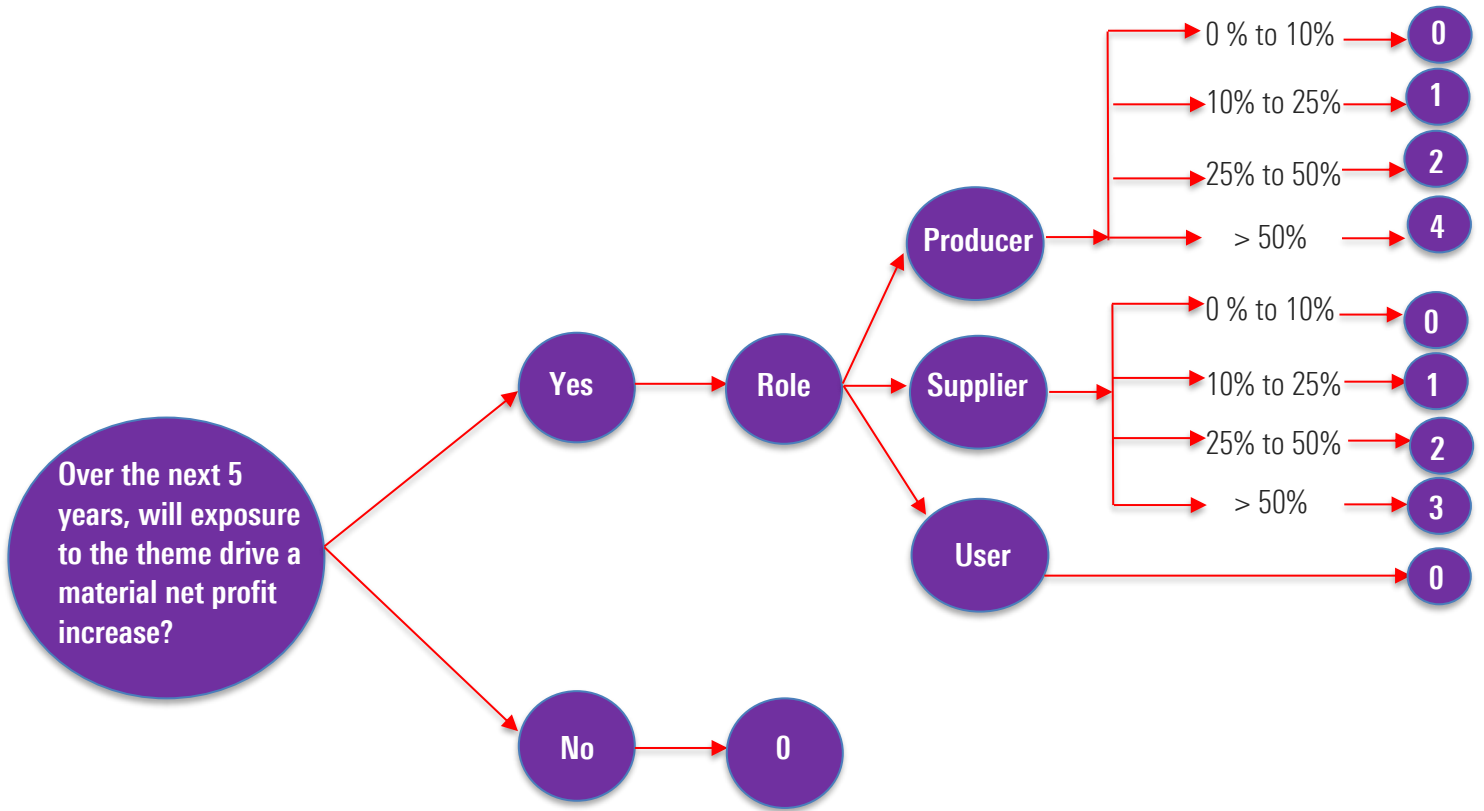 Over the next 5
years, will exposure
to the theme drive a
material net profit
increase?
Yes
No
0
Role
Producer
0 % to 10%
0
10% to 25%
1
25% to 50%
2
> 50%
4
Supplier
0 % to 10%
0
10% to 25%
1
25% to 50%
2
> 50%
3
User
0